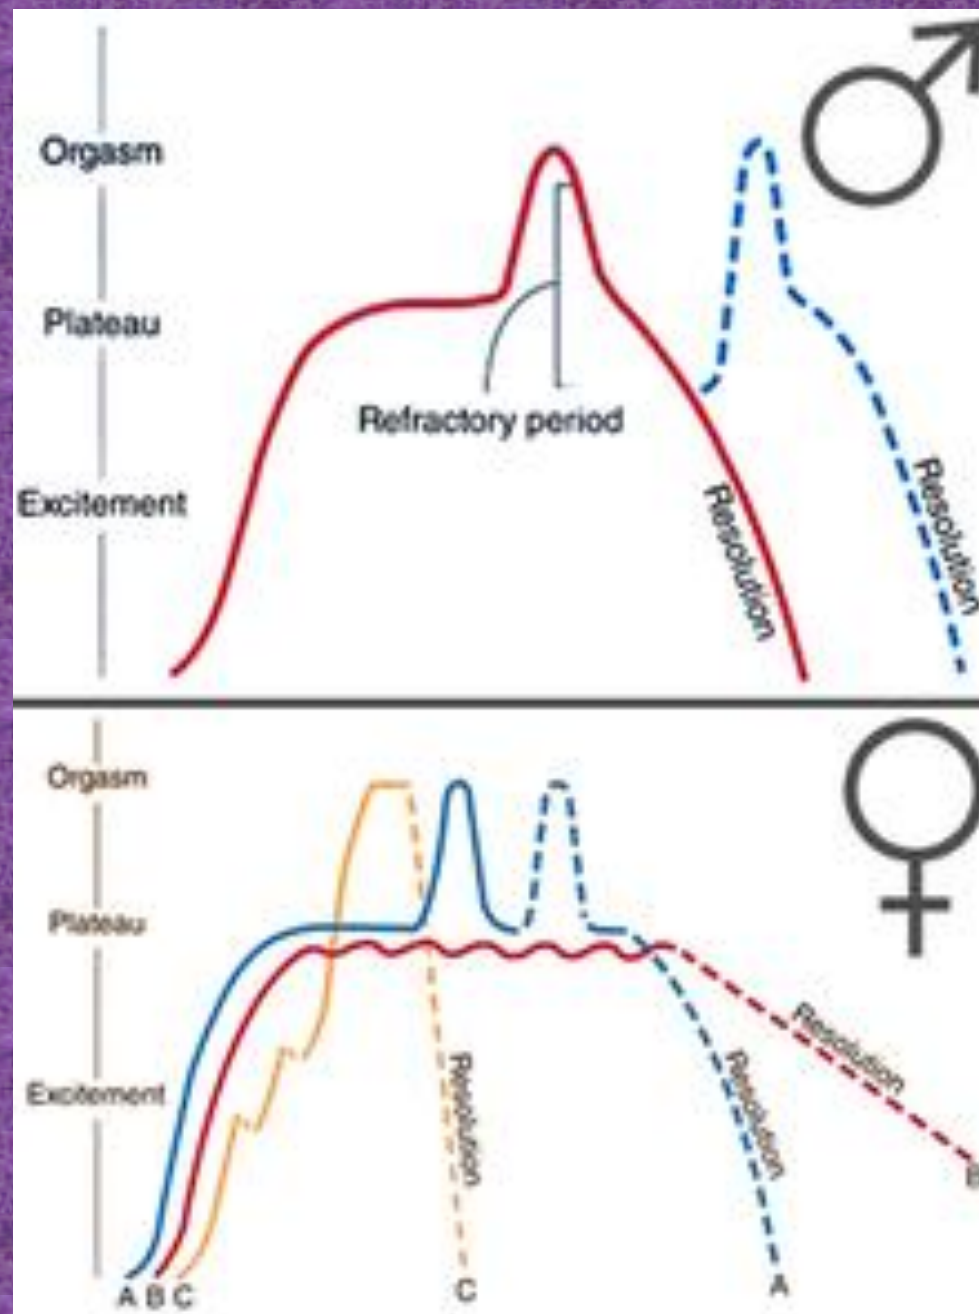 Orgasm
Plateau
Refractory period
Excitement
Resolution
Resolution
Orgasm
Plateau
Resolution
Excitement
Resolution
Resolution
A B C
C
A